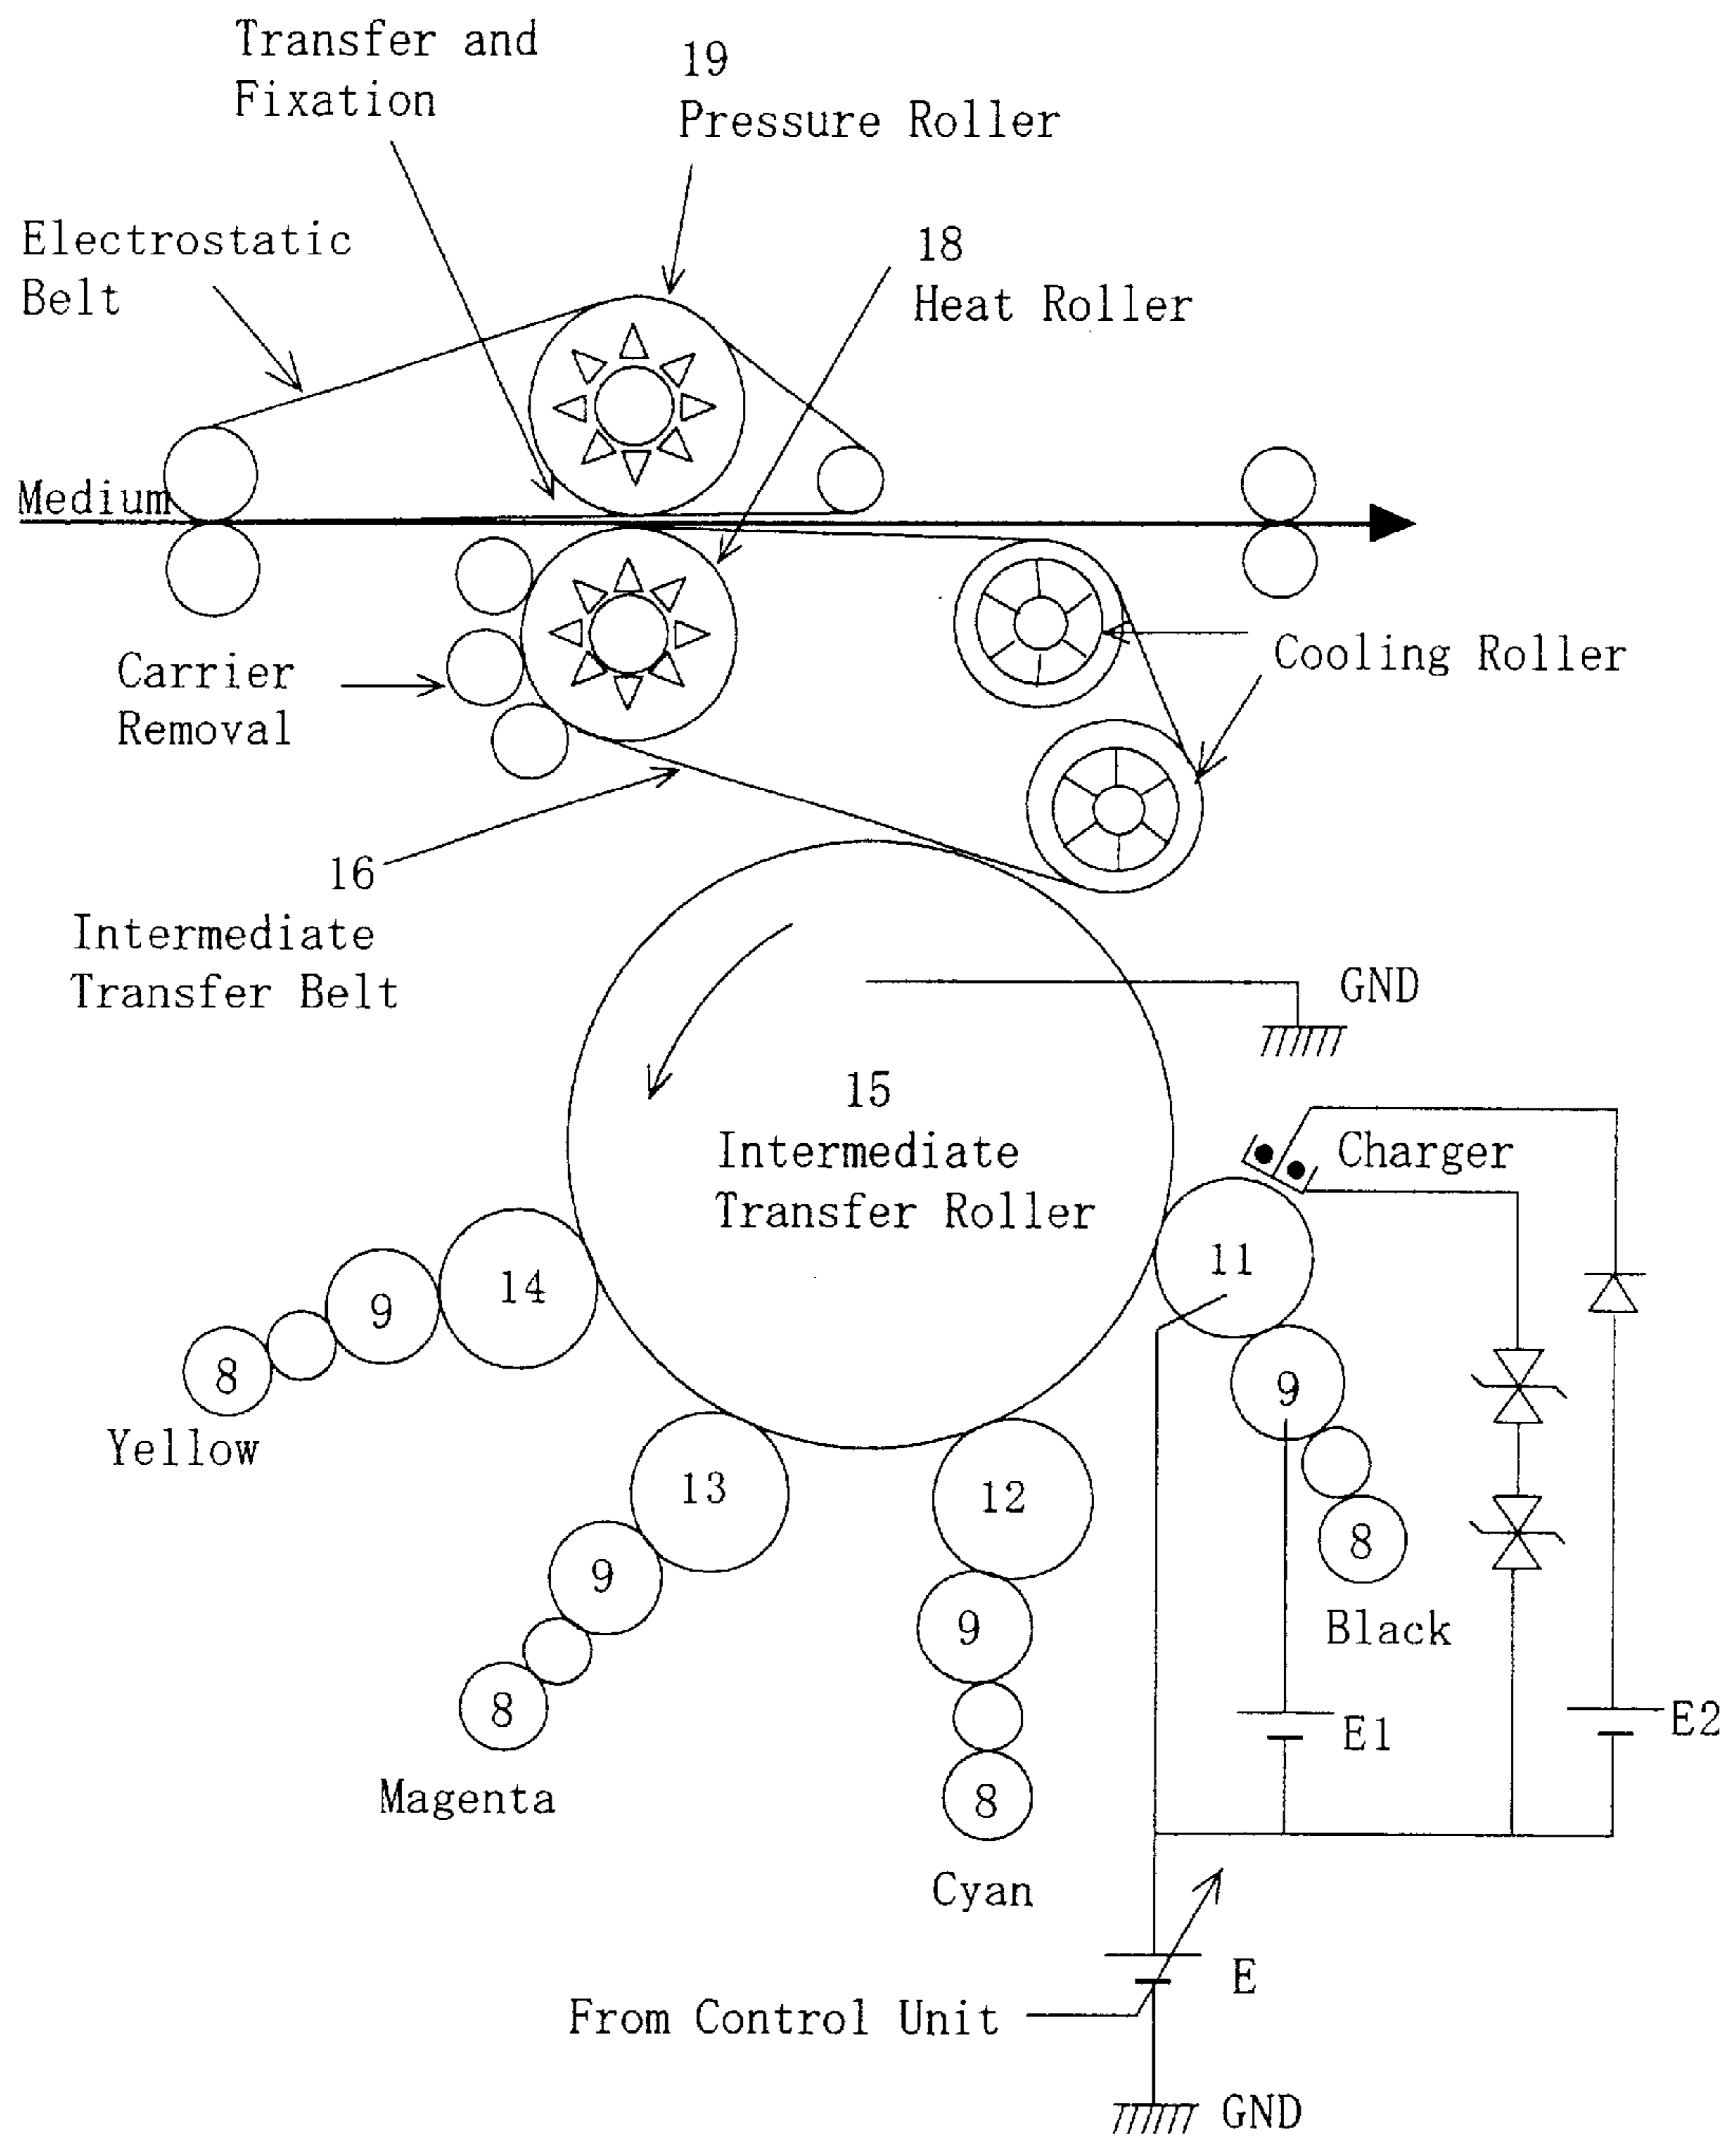 Transfer and
Fixation
19
Pressure Roller
Electrostatic
Belt
18
Heat Roller
Medium
Carrier
Removal
Cooling Roller
16
Intermediate
Transfer Belt
GND
15
Intermediate
Transfer Roller
Charger
11
14
9
8
Yellow
9
13
12
8
9
9
Black
8
E1
E2
Magenta
8
Cyan
E
From Control Unit
GND